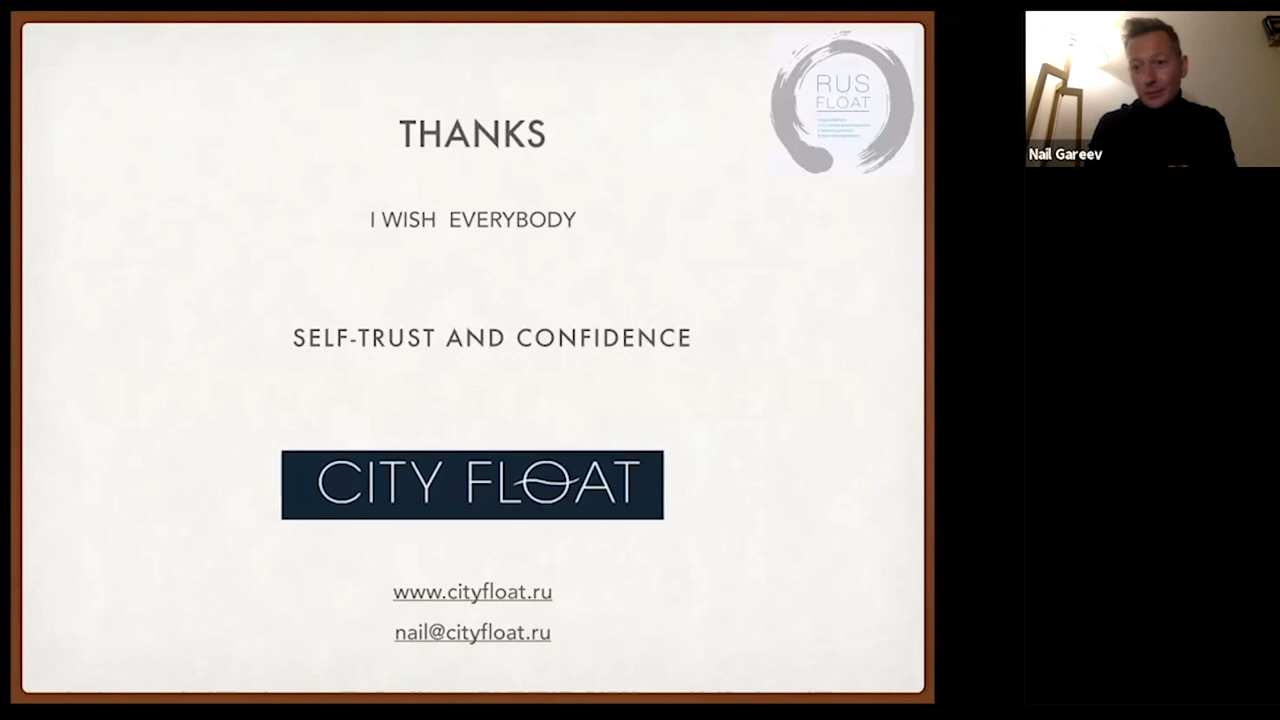 RUS
FLOAT
THANKS
I WISH EVERYBODY
SELF-TRUST AND CONFIDENCE
CITY FLOAT
www.cityfloat.ru
nail@cityfloat.ru
Nail Gareev